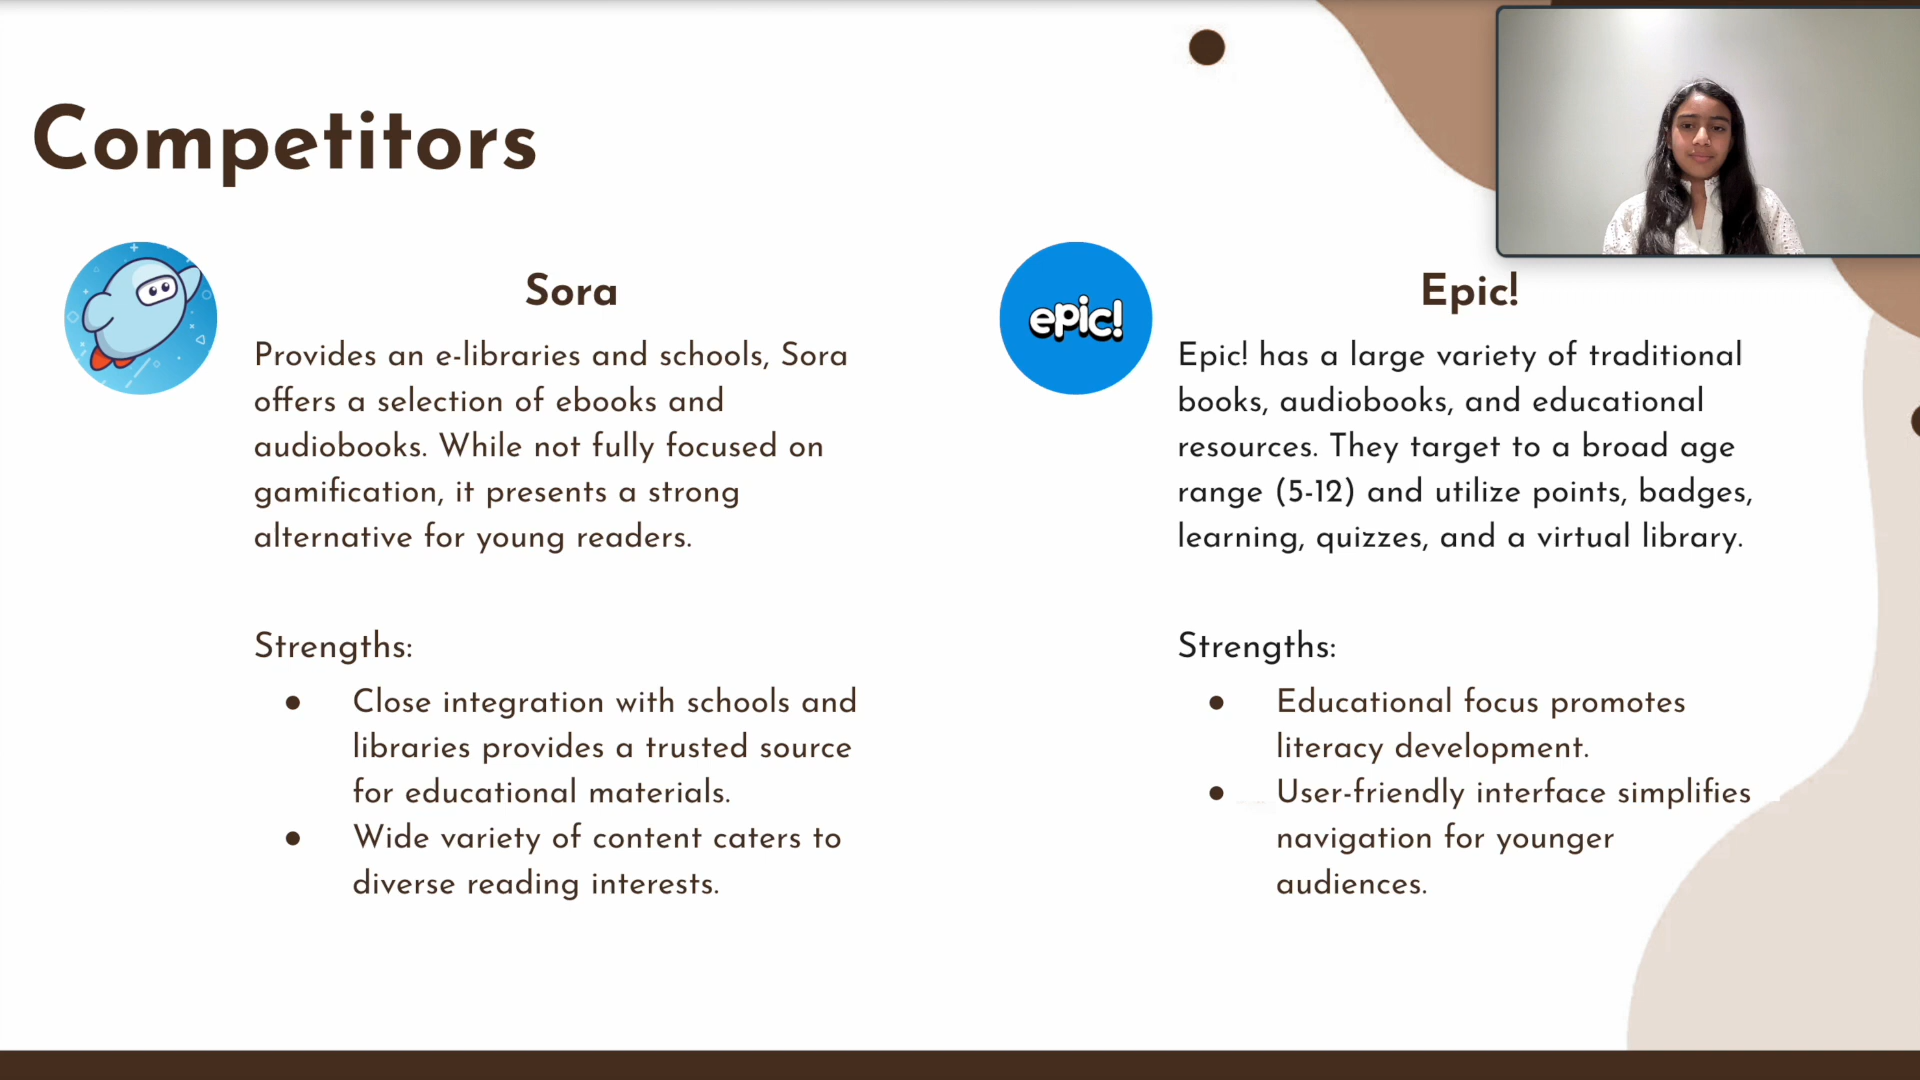 Competitors
Sora
Provides an e-libraries and schools, Sora
offers a selection of ebooks and
audiobooks. While not fully focused on
gamification, it presents a strong
alternative for young readers.
Strengths:
● Close integration with schools and
libraries provides a trusted source
for educational materials.
● Wide variety of content caters to
diverse reading interests.
epic!
Epic!
Epic! has a large variety of traditional
books, audiobooks, and educational
resources. They target to a broad age
range (5-12) and utilize points, badges,
learning, quizzes, and a virtual library.
Strengths:
● Educational focus promotes
literacy development.
● User-friendly interface simplifies
navigation for younger
audiences.